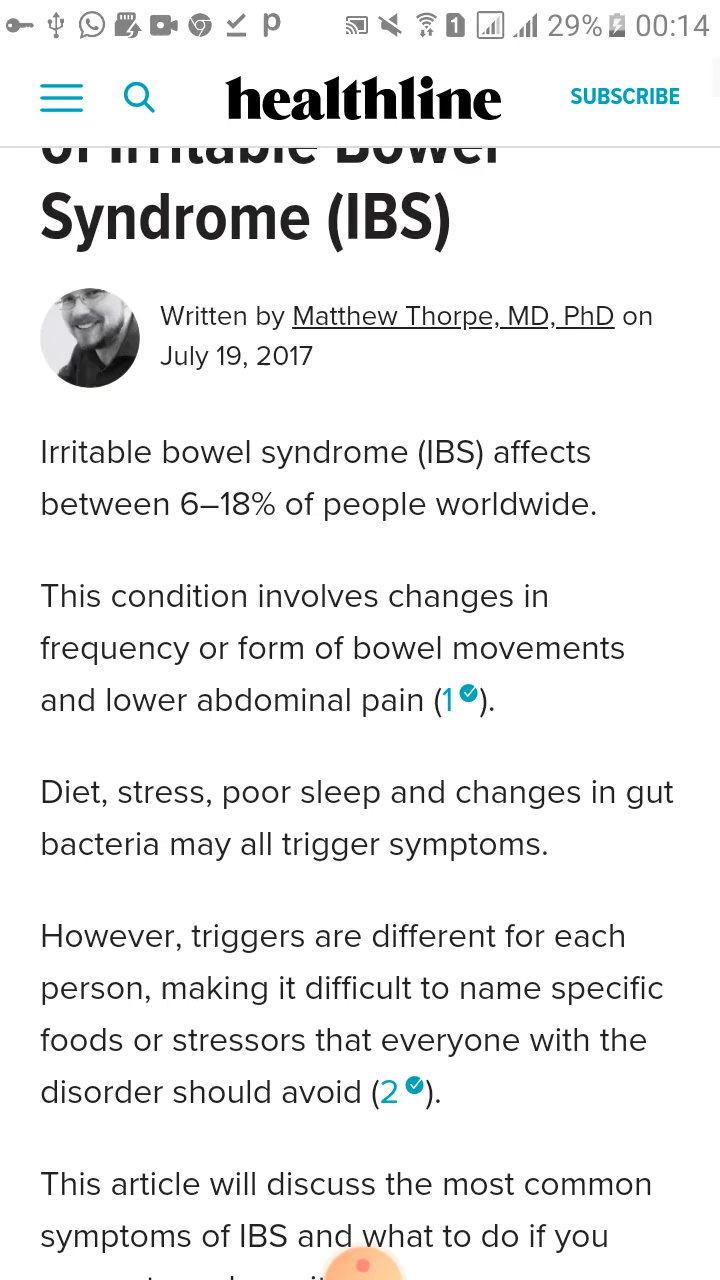 29% 00:14
healthline
SUBSCRIBE
of Irritable Bowel
Syndrome (IBS)
Written by Matthew Thorpe, MD, PhD on
July 19, 2017
Irritable bowel syndrome (IBS) affects
between 6–18% of people worldwide.
This condition involves changes in
frequency or form of bowel movements
and lower abdominal pain (1).
Diet, stress, poor sleep and changes in gut
bacteria may all trigger symptoms.
However, triggers are different for each
person, making it difficult to name specific
foods or stressors that everyone with the
disorder should avoid (2).
This article will discuss the most common
symptoms of IBS and what to do if you